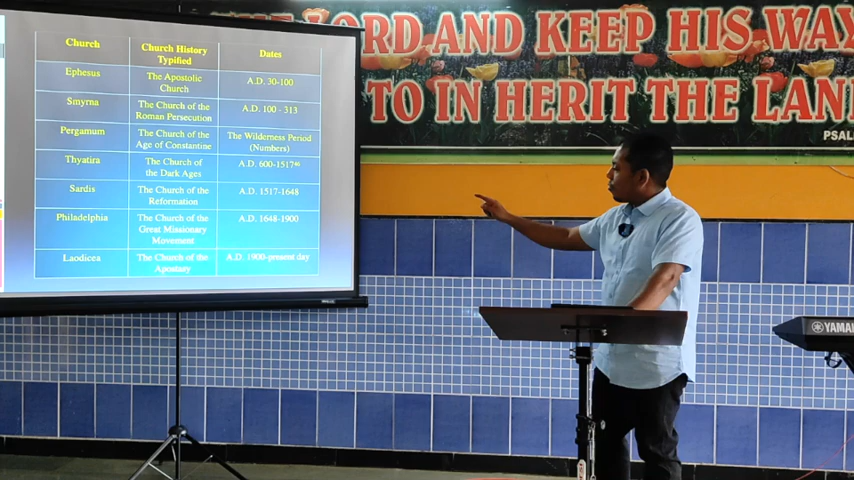 Church Church History Typified Dates
Ephesus The Apostolic Church A.D. 30-100
Smyrna The Church of the Roman Persecution A.D. 100 - 313
Pergamum The Church of the Age of Constantine The Wilderness Period (Numbers)
Thyatira The Church of the Dark Ages A.D. 600-1517
Sardis The Church of the Reformation A.D. 1517-1648
Philadelphia The Church of the Great Missionary Movement A.D. 1648-1900
Laodicea The Church of the Apostasy A.D. 1900-present day
LORD AND KEEP HIS WAY
TO IN HERIT THE LAN
PSAL
YAMA